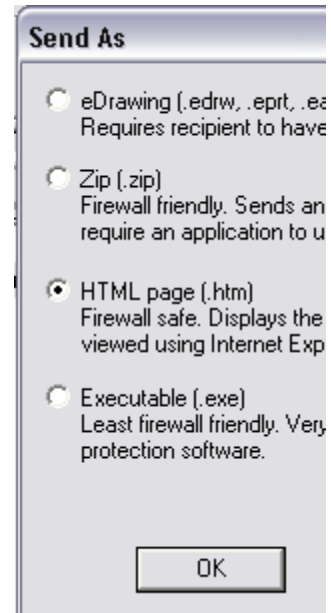 Send As
eDrawing (.edrw, .eprt, .ea
Requires recipient to have
Zip (.zip)
Firewall friendly. Sends an
require an application to u
HTML page (.htm)
Firewall safe. Displays the
viewed using Internet Exp
Executable (.exe)
Least firewall friendly. Very
protection software.
OK